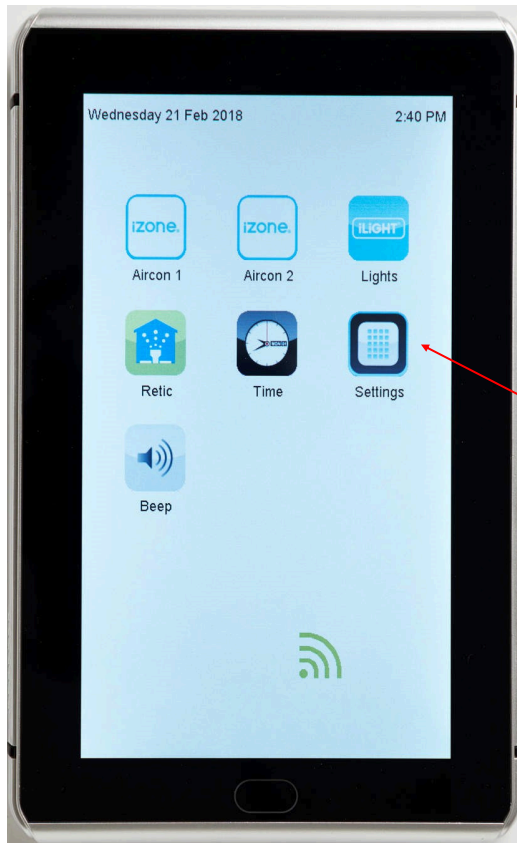 Wednesday 21 Feb 2018 2:40 PM
izone. izone. iLIGHT
Aircon 1 Aircon 2 Lights
Retic Time Settings
Beep